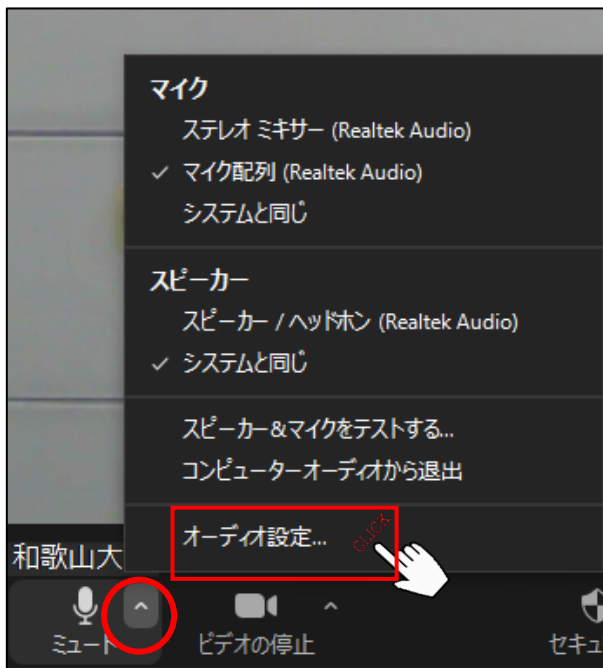 マイク
ステレオ ミキサー (Realtek Audio)
✓ マイク配列 (Realtek Audio)
システムと同じ
スピーカー
スピーカー / ヘッドホン (Realtek Audio)
✓ システムと同じ
スピーカー&マイクをテストする...
コンピューターオーディオから退出
オーディオ設定...
CLICK
和歌山大
ミュート
ビデオの停止
セキュ